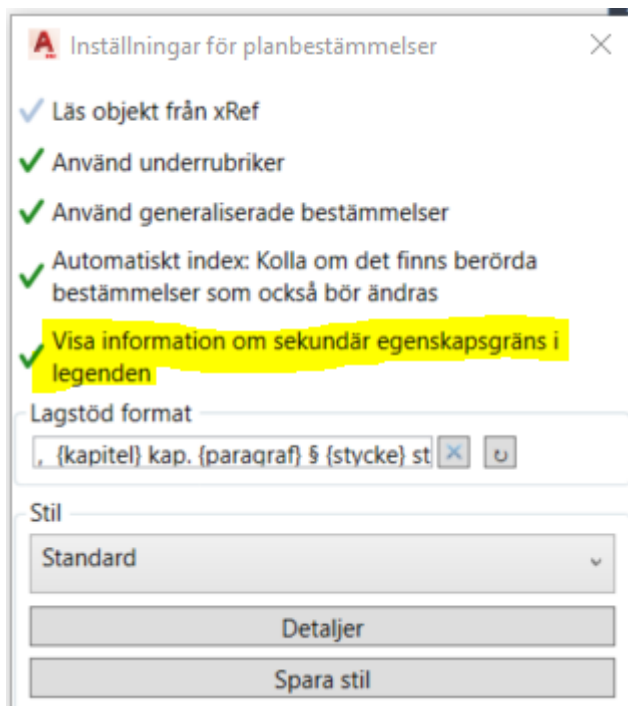 Inställningar för planbestämmelser
Läs objekt från xRef
Använd underrubriker
Använd generaliserade bestämmelser
Automatiskt index: Kolla om det finns berörda
bestämmelser som också bör ändras
Visa information om sekundär egenskapsgräns i
legenden
Lagstöd format
, {kapitel} kap. {paragraf} § {stycke} st
Stil
Standard
Detaljer
Spara stil